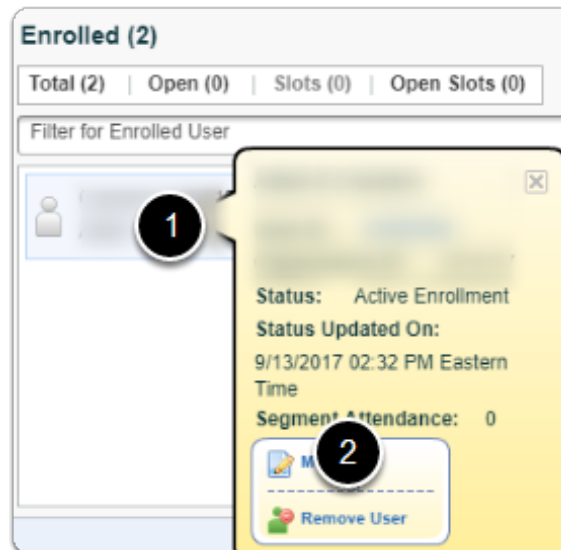 Enrolled (2)
Total (2) | Open (0) | Slots (0) | Open Slots (0)
Filter for Enrolled User
1
Status: Active Enrollment
Status Updated On:
9/13/2017 02:32 PM Eastern
Time
Segment Attendance: 0
2
Remove User